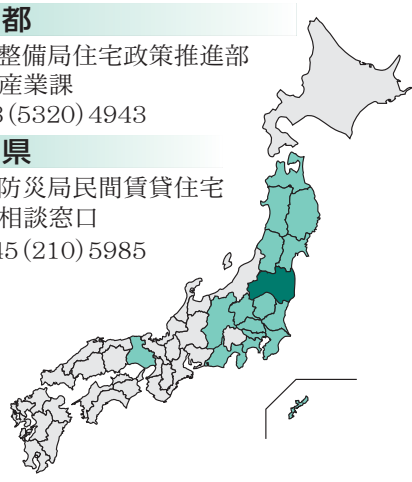 都
整備局住宅政策推進部
産業課
3(5320)4943
県
防災局民間賃貸住宅
相談窓口
45(210)5985